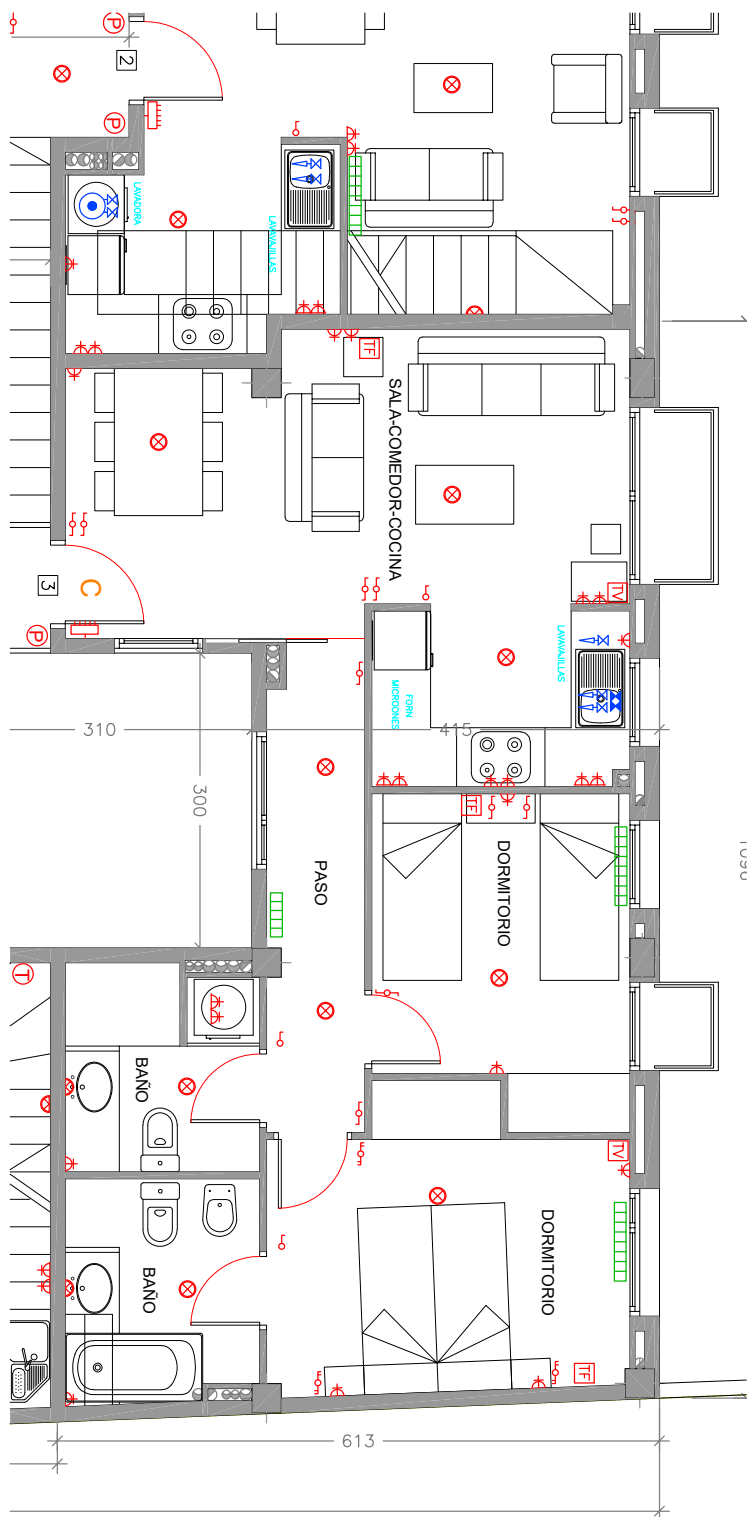 P
2
P
LAVADORA
LAVAVAJILLAS
TF
SALA-COMEDOR-COCINA
TV
3
C
P
LAVAVAJILLAS
FORN
MICROONES
310
415
300
TF
DORMITORIO
PASO
T
BAÑO
TV
DORMITORIO
BAÑO
TF
613